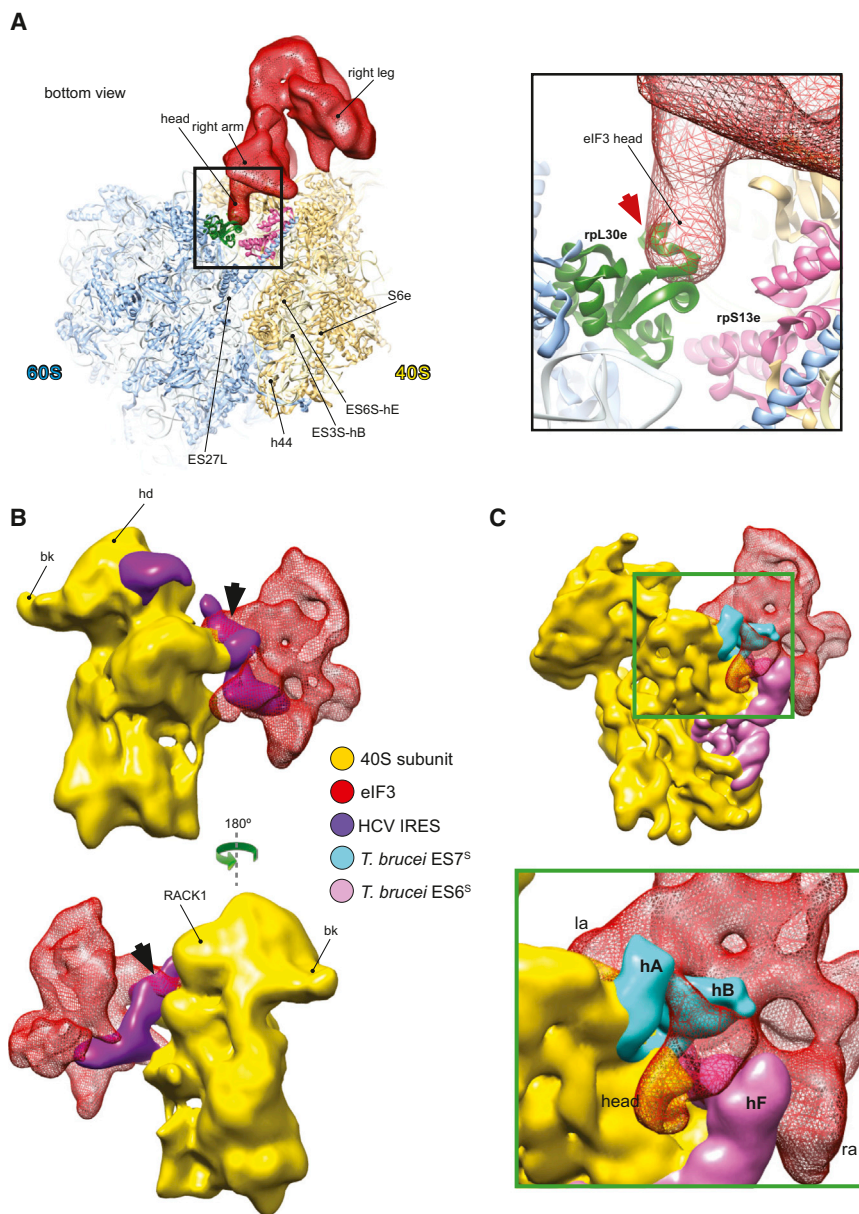 A
bottom view
right leg
head
right arm
S6e
60S
40S
ES6S-hE
ES3S-hB
h44
ES27L
eIF3 head
rpL30e
rpS13e
B
hd
bk
40S subunit
eIF3
HCV IRES
T. brucei ES7ˢ
T. brucei ES6ˢ
180º
RACK1
bk
C
la
hA
hB
head
hF
ra